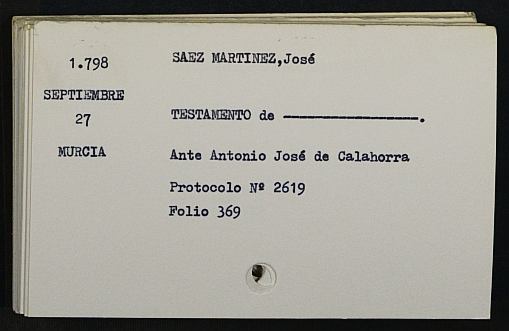 1.798 SAEZ MARTINEZ,José
SEPTIEMBRE
27 TESTAMENTO de ----------------.
MURCIA Ante Antonio José de Calahorra
Protocolo Nº 2619
Folio 369